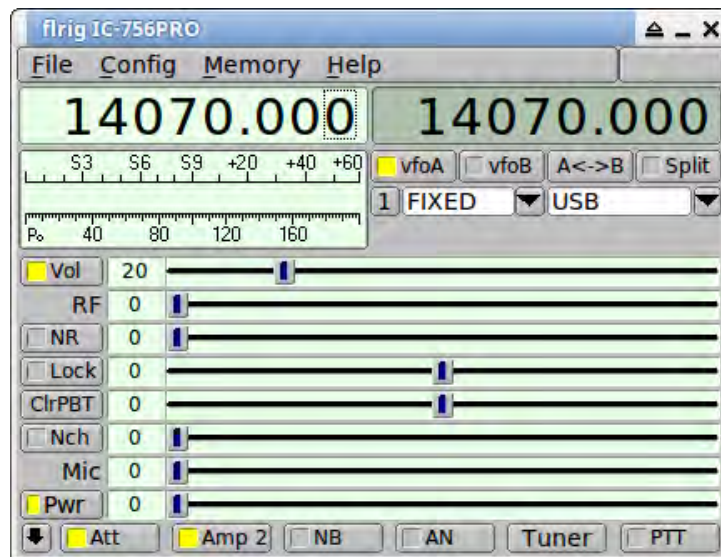 flrig IC-756PRO
File Config Memory Help
14070.000 14070.000
S3 S6 S9 +20 +40 +60
vfoA vfoB A<->B Split
1 FIXED USB
Po 40 80 120 160
Vol 20
RF 0
NR 0
Lock 0
ClrPBT 0
Nch 0
Mic 0
Pwr 0
Att Amp 2 NB AN Tuner PTT